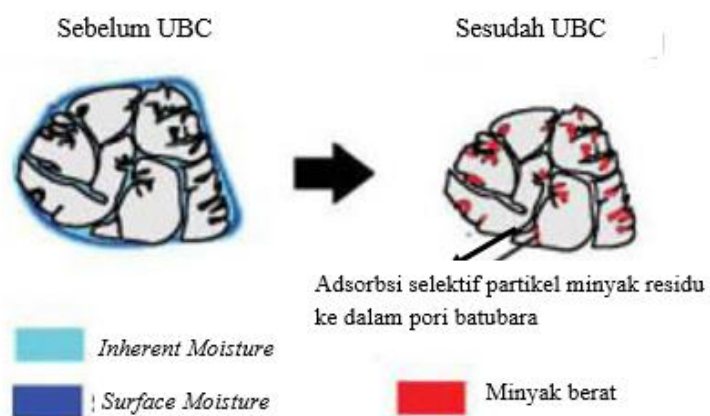 Sebelum UBC
Sesudah UBC
Adsorbsi selektif partikel minyak residu
ke dalam pori batubara
Inherent Moisture
Surface Moisture
Minyak berat